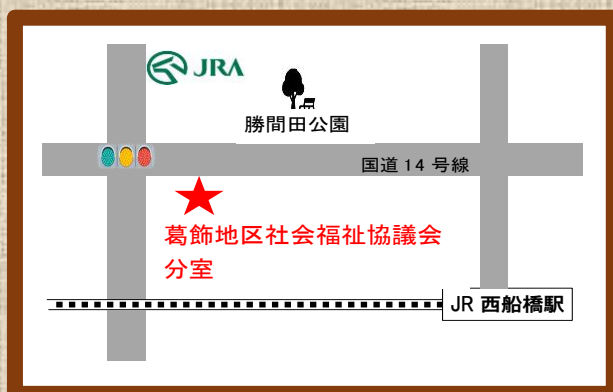 JRA
勝間田公園
国道 14 号線
葛飾地区社会福祉協議会
分室
JR 西船橋駅